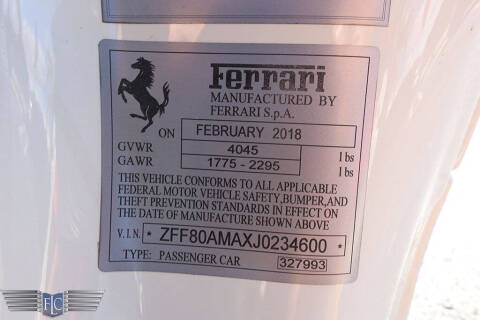 Ferrari
MANUFACTURED BY
FERRARI S.p.A.
ON FEBRUARY 2018
GVWR 4045 lbs
GAWR 1775 - 2295 lbs
THIS VEHICLE CONFORMS TO ALL APPLICABLE
FEDERAL MOTOR VEHICLE SAFETY, BUMPER, AND
THEFT PREVENTION STANDARDS IN EFFECT ON
THE DATE OF MANUFACTURE SHOWN ABOVE
V.I.N. * ZFF80AMAXJ0234600 *
TYPE: PASSENGER CAR 327993
FLC